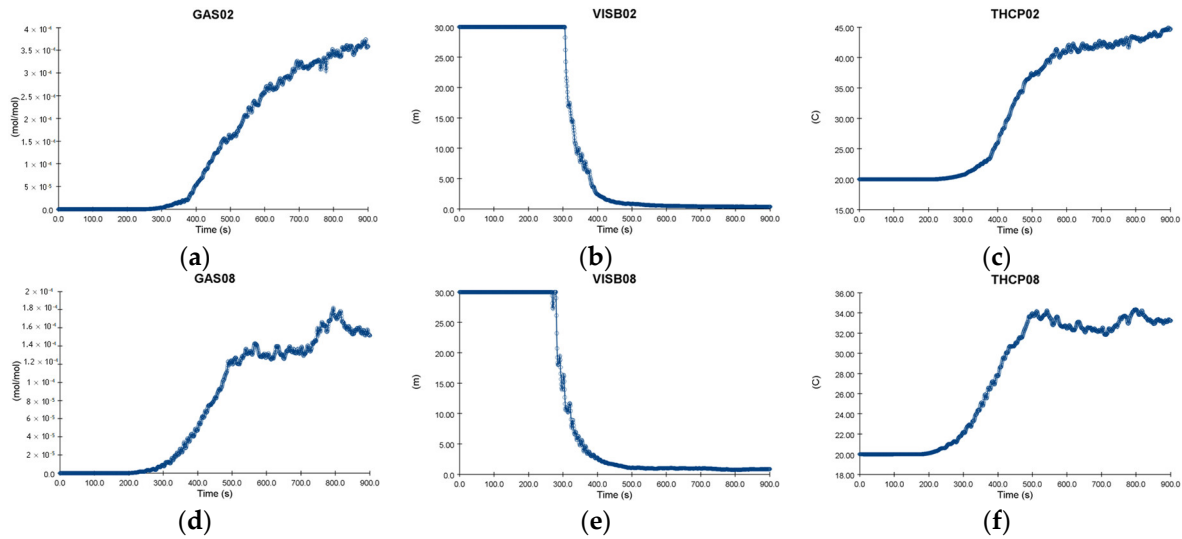 GAS02
4 × 10⁻⁴
3.5 × 10⁻⁴
3 × 10⁻⁴
2.5 × 10⁻⁴
2 × 10⁻⁴
1.5 × 10⁻⁴
1 × 10⁻⁴
5 × 10⁻⁵
0.0
(mol/mol)
0.0 100.0 200.0 300.0 400.0 500.0 600.0 700.0 800.0 900.0
Time (s)
(a)
VISB02
30.00
25.00
20.00
15.00
10.00
5.00
0.00
(m)
0.0 100.0 200.0 300.0 400.0 500.0 600.0 700.0 800.0 900.0
Time (s)
(b)
THCP02
45.00
40.00
35.00
30.00
25.00
20.00
15.00
(C)
0.0 100.0 200.0 300.0 400.0 500.0 600.0 700.0 800.0 900.0
Time (s)
(c)
GAS08
2 × 10⁻⁴
1.8 × 10⁻⁴
1.6 × 10⁻⁴
1.4 × 10⁻⁴
1.2 × 10⁻⁴
1 × 10⁻⁴
8 × 10⁻⁵
6 × 10⁻⁵
4 × 10⁻⁵
2 × 10⁻⁵
0.0
(mol/mol)
0.0 100.0 200.0 300.0 400.0 500.0 600.0 700.0 800.0 900.0
Time (s)
(d)
VISB08
30.00
25.00
20.00
15.00
10.00
5.00
0.00
(m)
0.0 100.0 200.0 300.0 400.0 500.0 600.0 700.0 800.0 900.0
Time (s)
(e)
THCP08
36.00
34.00
32.00
30.00
28.00
26.00
24.00
22.00
20.00
18.00
(C)
0.0 100.0 200.0 300.0 400.0 500.0 600.0 700.0 800.0 900.0
Time (s)
(f)